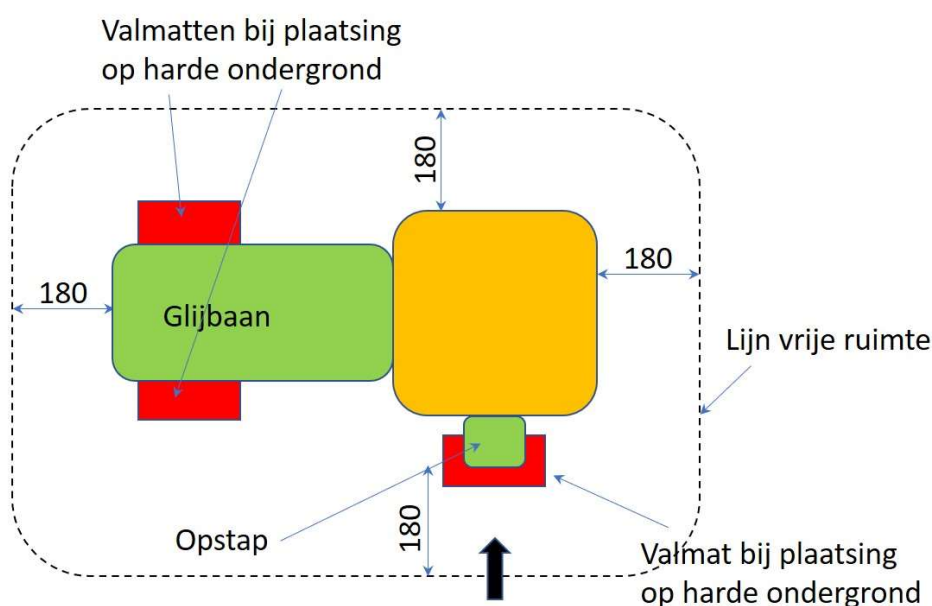 Valmatten bij plaatsing
op harde ondergrond
180
180
180
Glijbaan
Lijn vrije ruimte
Opstap
180
Valmat bij plaatsing
op harde ondergrond